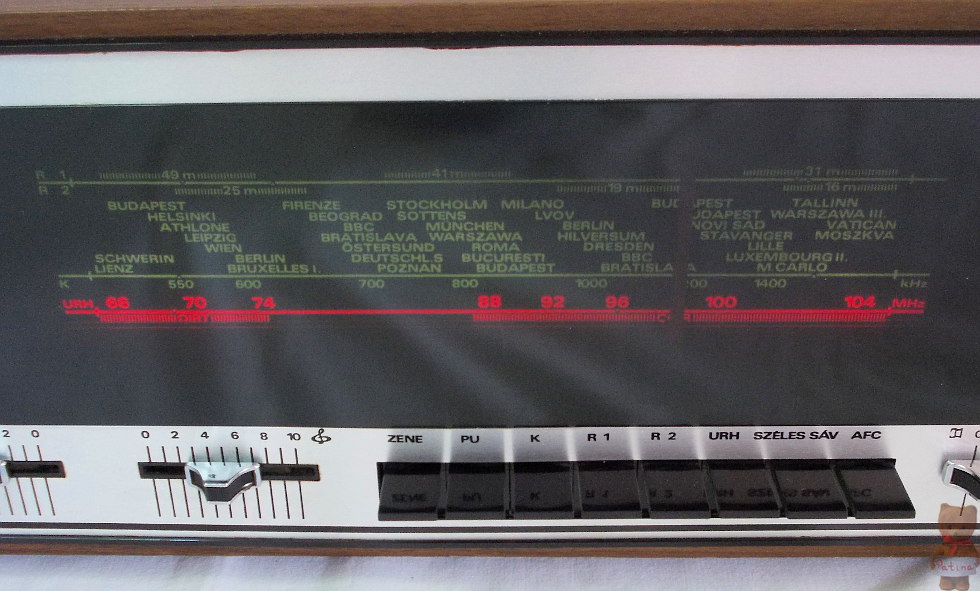 R 1 49 m 41 m 31 m
R 2 25 m 19 m 16 m
BUDAPEST FIRENZE STOCKHOLM MILANO TALLINN
HELSINKI BEOGRAD SOTTENS LVOV WARSZAWA III.
ATHLONE BBC MÜNCHEN BERLIN NOVI SAD VATICAN
LEIPZIG BRATISLAVA WARSZAWA HILVERSUM STAVANGER MOSZKVA
WIEN ÖSTERSUND ROMA DRESDEN LILLE
SCHWERIN BERLIN DEUTSCHL.S BUCURESTI BBC LUXEMBOURG II.
LIENZ BRUXELLES I. POZNAN BUDAPEST M CARLO
K 550 600 700 800 1000 1400 kHz
URH 66 70 74 88 92 96 100 104 MHz
OIRT
2 0 0 2 4 6 8 10 ZENE PU K R 1 R 2 URH SZÉLES SÁV AFC
Patina